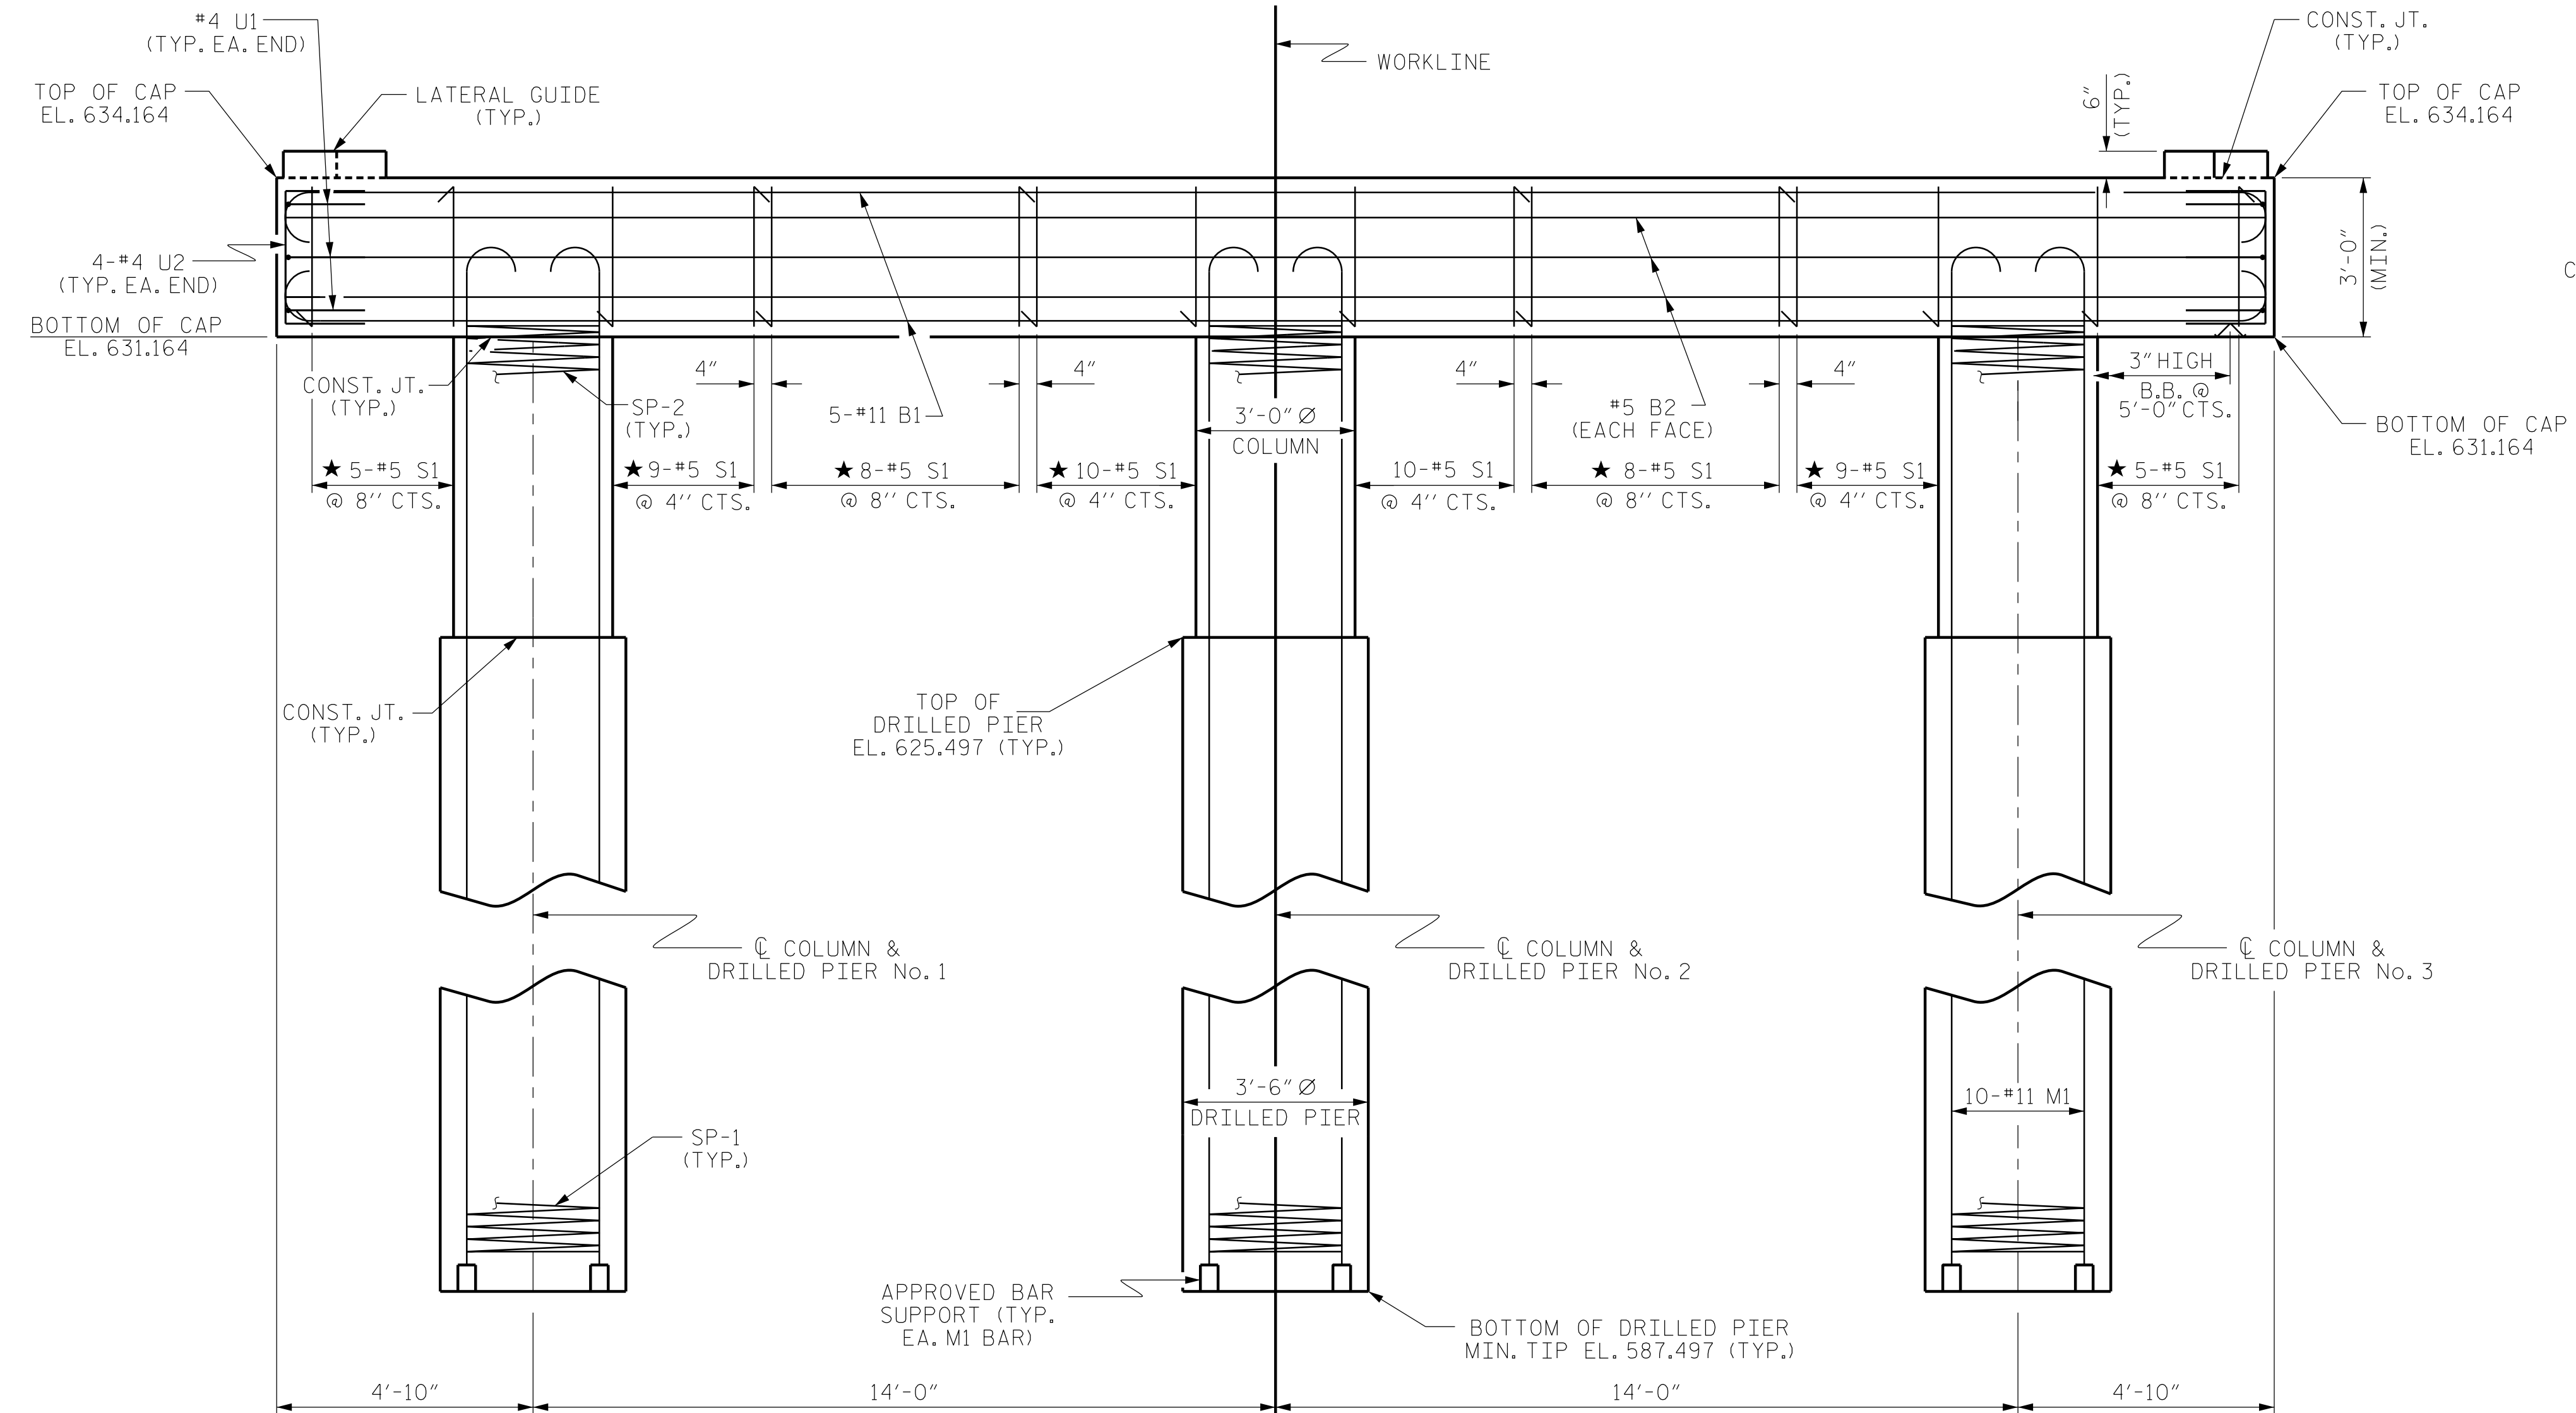 #4 U1
(TYP. EA. END)
TOP OF CAP
EL. 634.164
LATERAL GUIDE
(TYP.)
WORKLINE
CONST. JT.
(TYP.)
6"
(TYP.)
TOP OF CAP
EL. 634.164
4-#4 U2
(TYP. EA. END)
BOTTOM OF CAP
EL. 631.164
3'-0"
(MIN.)
C
CONST. JT.
(TYP.)
SP-2
(TYP.)
4"
5-#11 B1
4"
3'-0" Ø
COLUMN
4"
#5 B2
(EACH FACE)
4"
3" HIGH
B.B. @
5'-0" CTS.
BOTTOM OF CAP
EL. 631.164
★ 5-#5 S1
@ 8'' CTS.
★ 9-#5 S1
@ 4'' CTS.
★ 8-#5 S1
@ 8'' CTS.
★ 10-#5 S1
@ 4'' CTS.
10-#5 S1
@ 4'' CTS.
★ 8-#5 S1
@ 8'' CTS.
★ 9-#5 S1
@ 4'' CTS.
★ 5-#5 S1
@ 8'' CTS.
CONST. JT.
(TYP.)
TOP OF
DRILLED PIER
EL. 625.497 (TYP.)
℄ COLUMN &
DRILLED PIER No. 1
℄ COLUMN &
DRILLED PIER No. 2
℄ COLUMN &
DRILLED PIER No. 3
3'-6" Ø
DRILLED PIER
10-#11 M1
SP-1
(TYP.)
APPROVED BAR
SUPPORT (TYP.
EA. M1 BAR)
BOTTOM OF DRILLED PIER
MIN. TIP EL. 587.497 (TYP.)
4'-10"
14'-0"
14'-0"
4'-10"